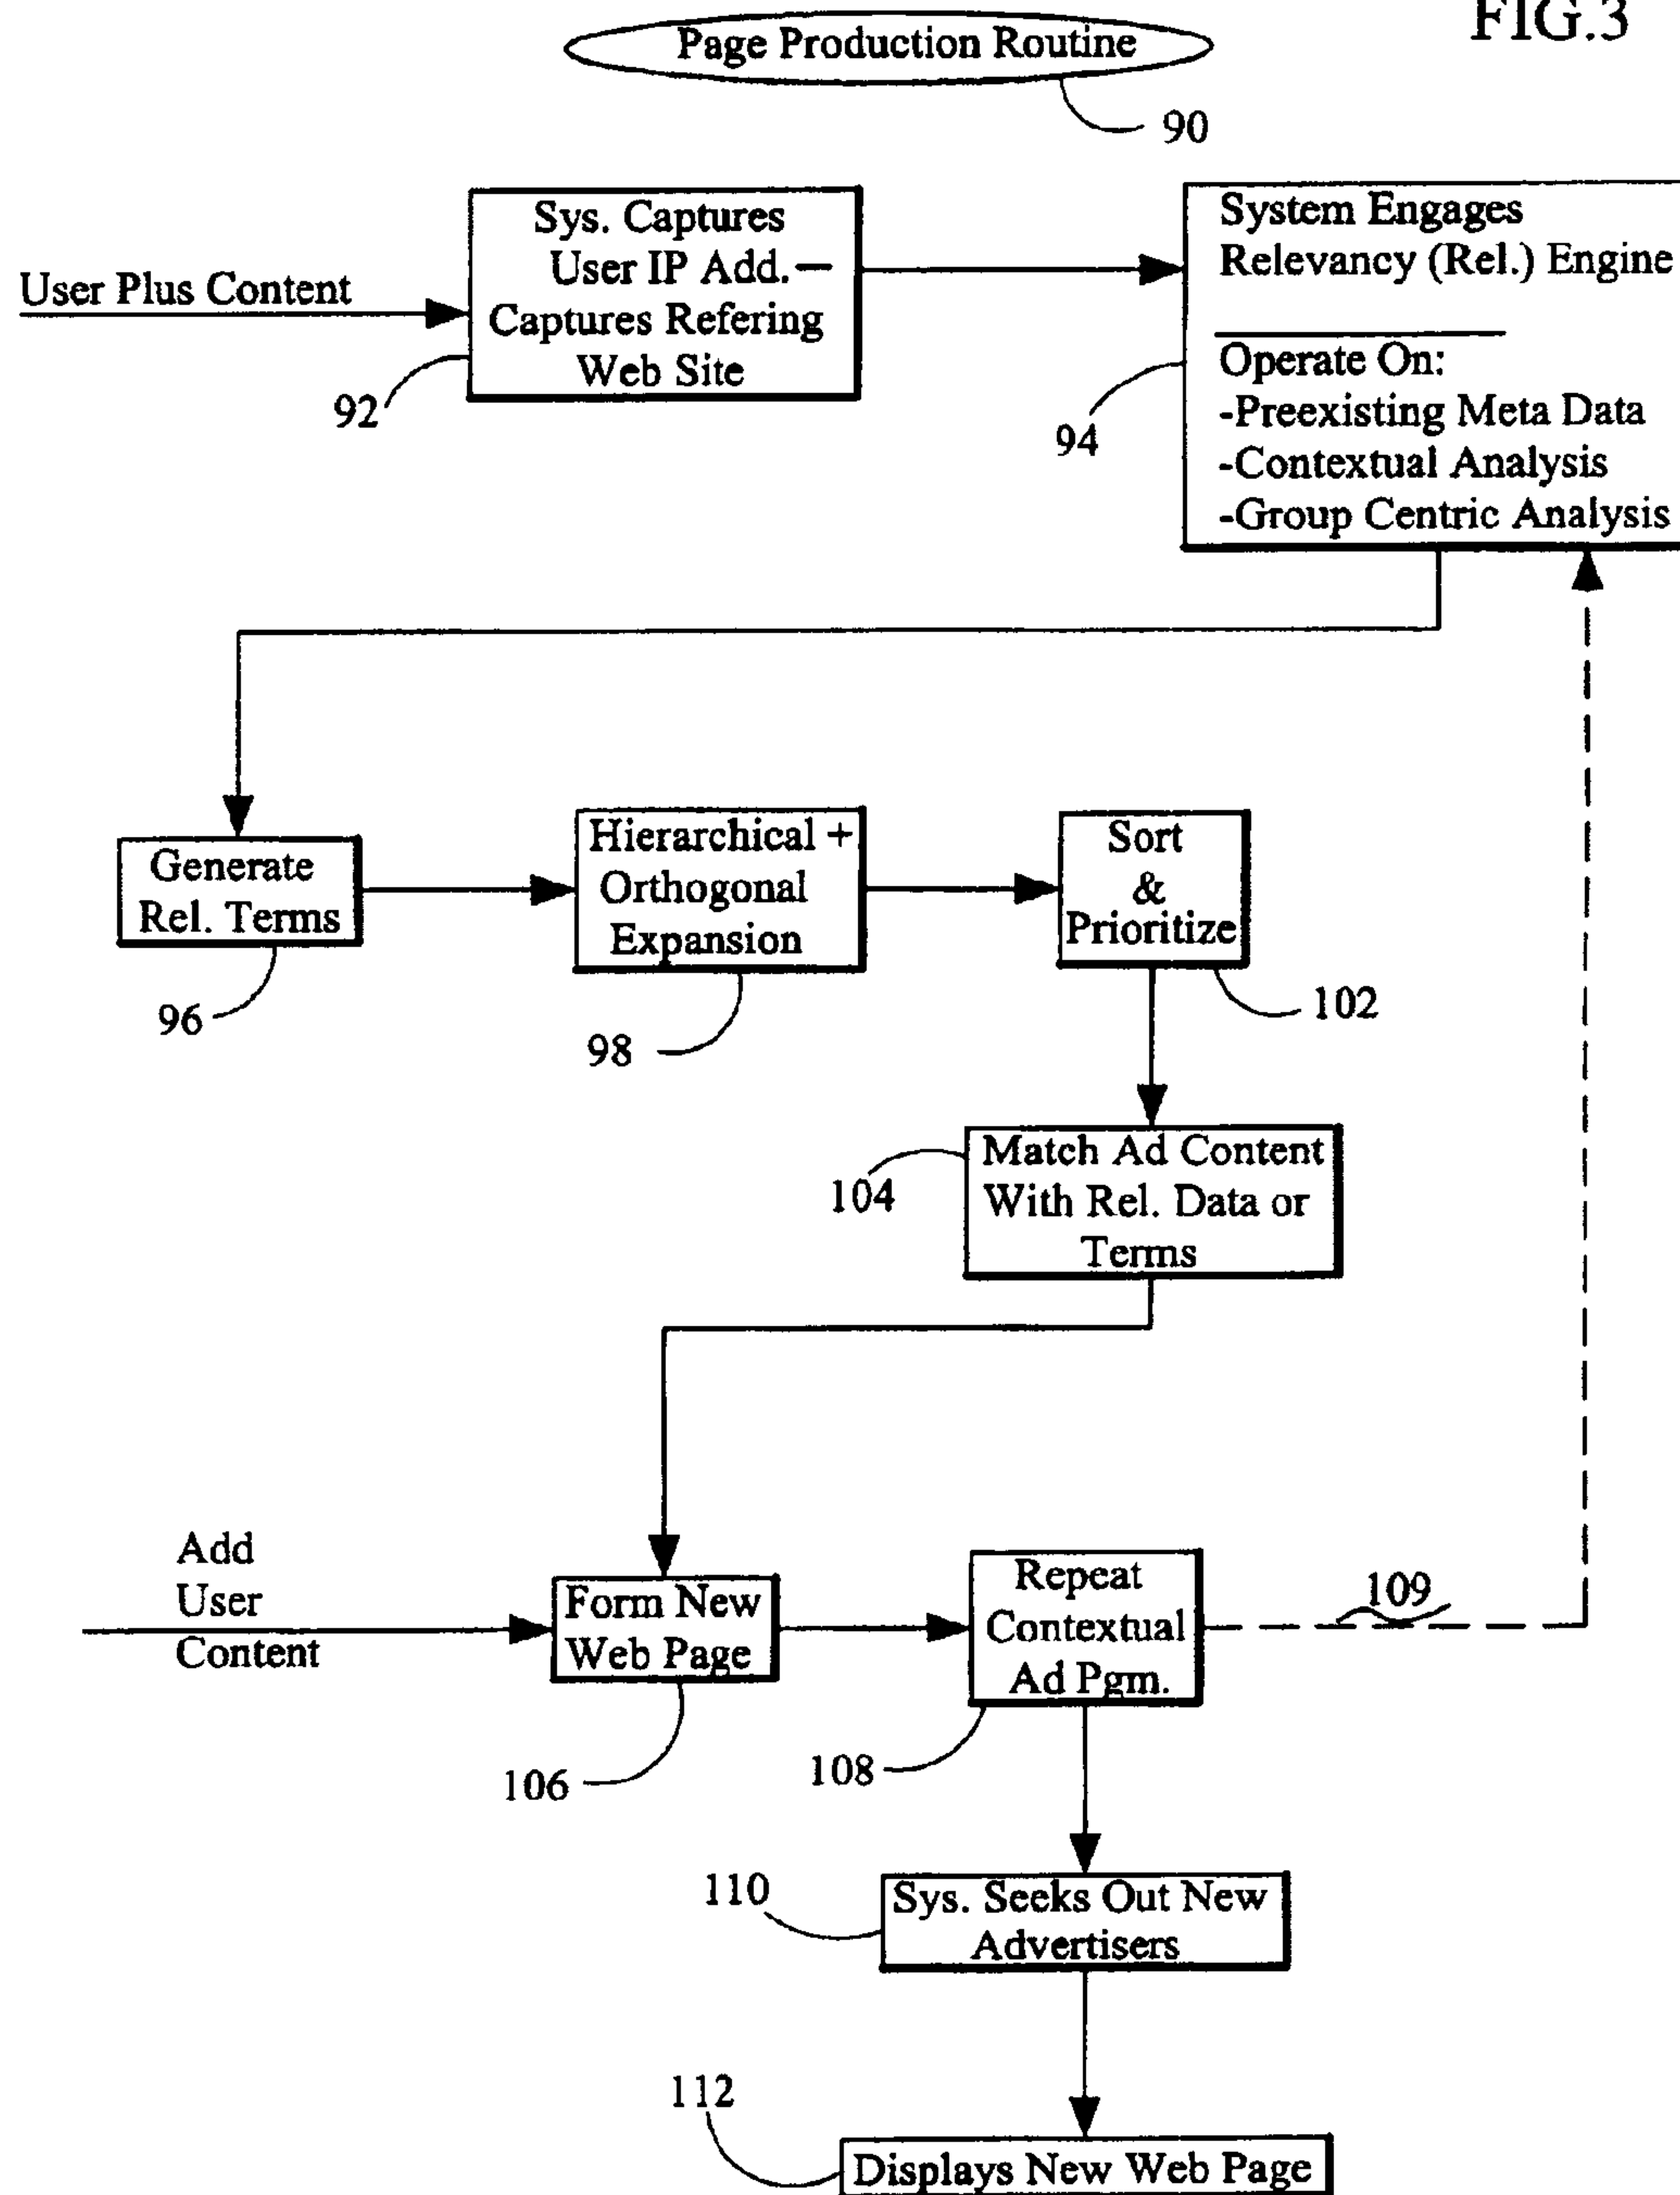 FIG.3
Page Production Routine
90
Sys. Captures
User IP Add.—
Captures Refering
Web Site
User Plus Content
92
System Engages
Relevancy (Rel.) Engine
Operate On:
-Preexisting Meta Data
-Contextual Analysis
-Group Centric Analysis
94
Generate
Rel. Terms
96
Hierarchical +
Orthogonal
Expansion
98
Sort
&
Prioritize
102
Match Ad Content
With Rel. Data or
Terms
104
Add
User
Content
Form New
Web Page
106
Repeat
Contextual
Ad Pgm.
108
109
Sys. Seeks Out New
Advertisers
110
Displays New Web Page
112